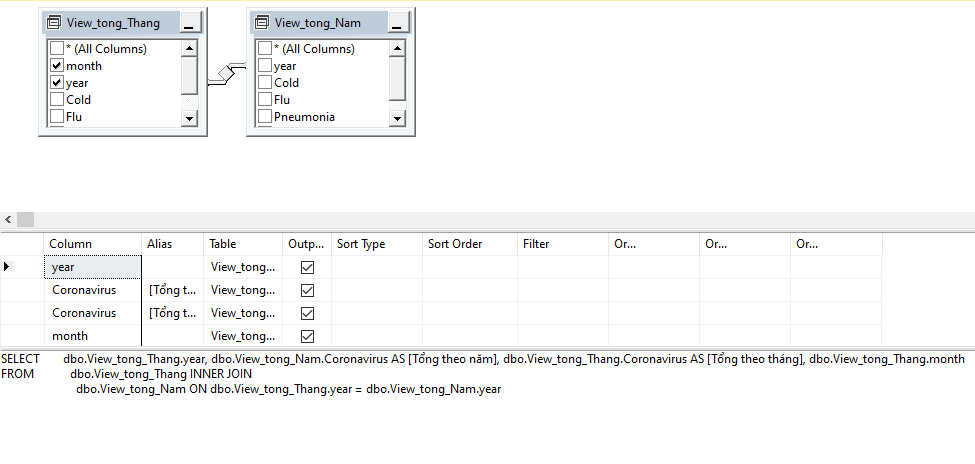 View_tong_Thang
* (All Columns)
month
year
Cold
Flu
View_tong_Nam
* (All Columns)
year
Cold
Flu
Pneumonia
Column Alias Table Outp... Sort Type Sort Order Filter Or... Or... Or...
year View_tong...
Coronavirus [Tổng t... View_tong...
Coronavirus [Tổng t... View_tong...
month View_tong...
SELECT dbo.View_tong_Thang.year, dbo.View_tong_Nam.Coronavirus AS [Tổng theo năm], dbo.View_tong_Thang.Coronavirus AS [Tổng theo tháng], dbo.View_tong_Thang.month
FROM dbo.View_tong_Thang INNER JOIN
dbo.View_tong_Nam ON dbo.View_tong_Thang.year = dbo.View_tong_Nam.year